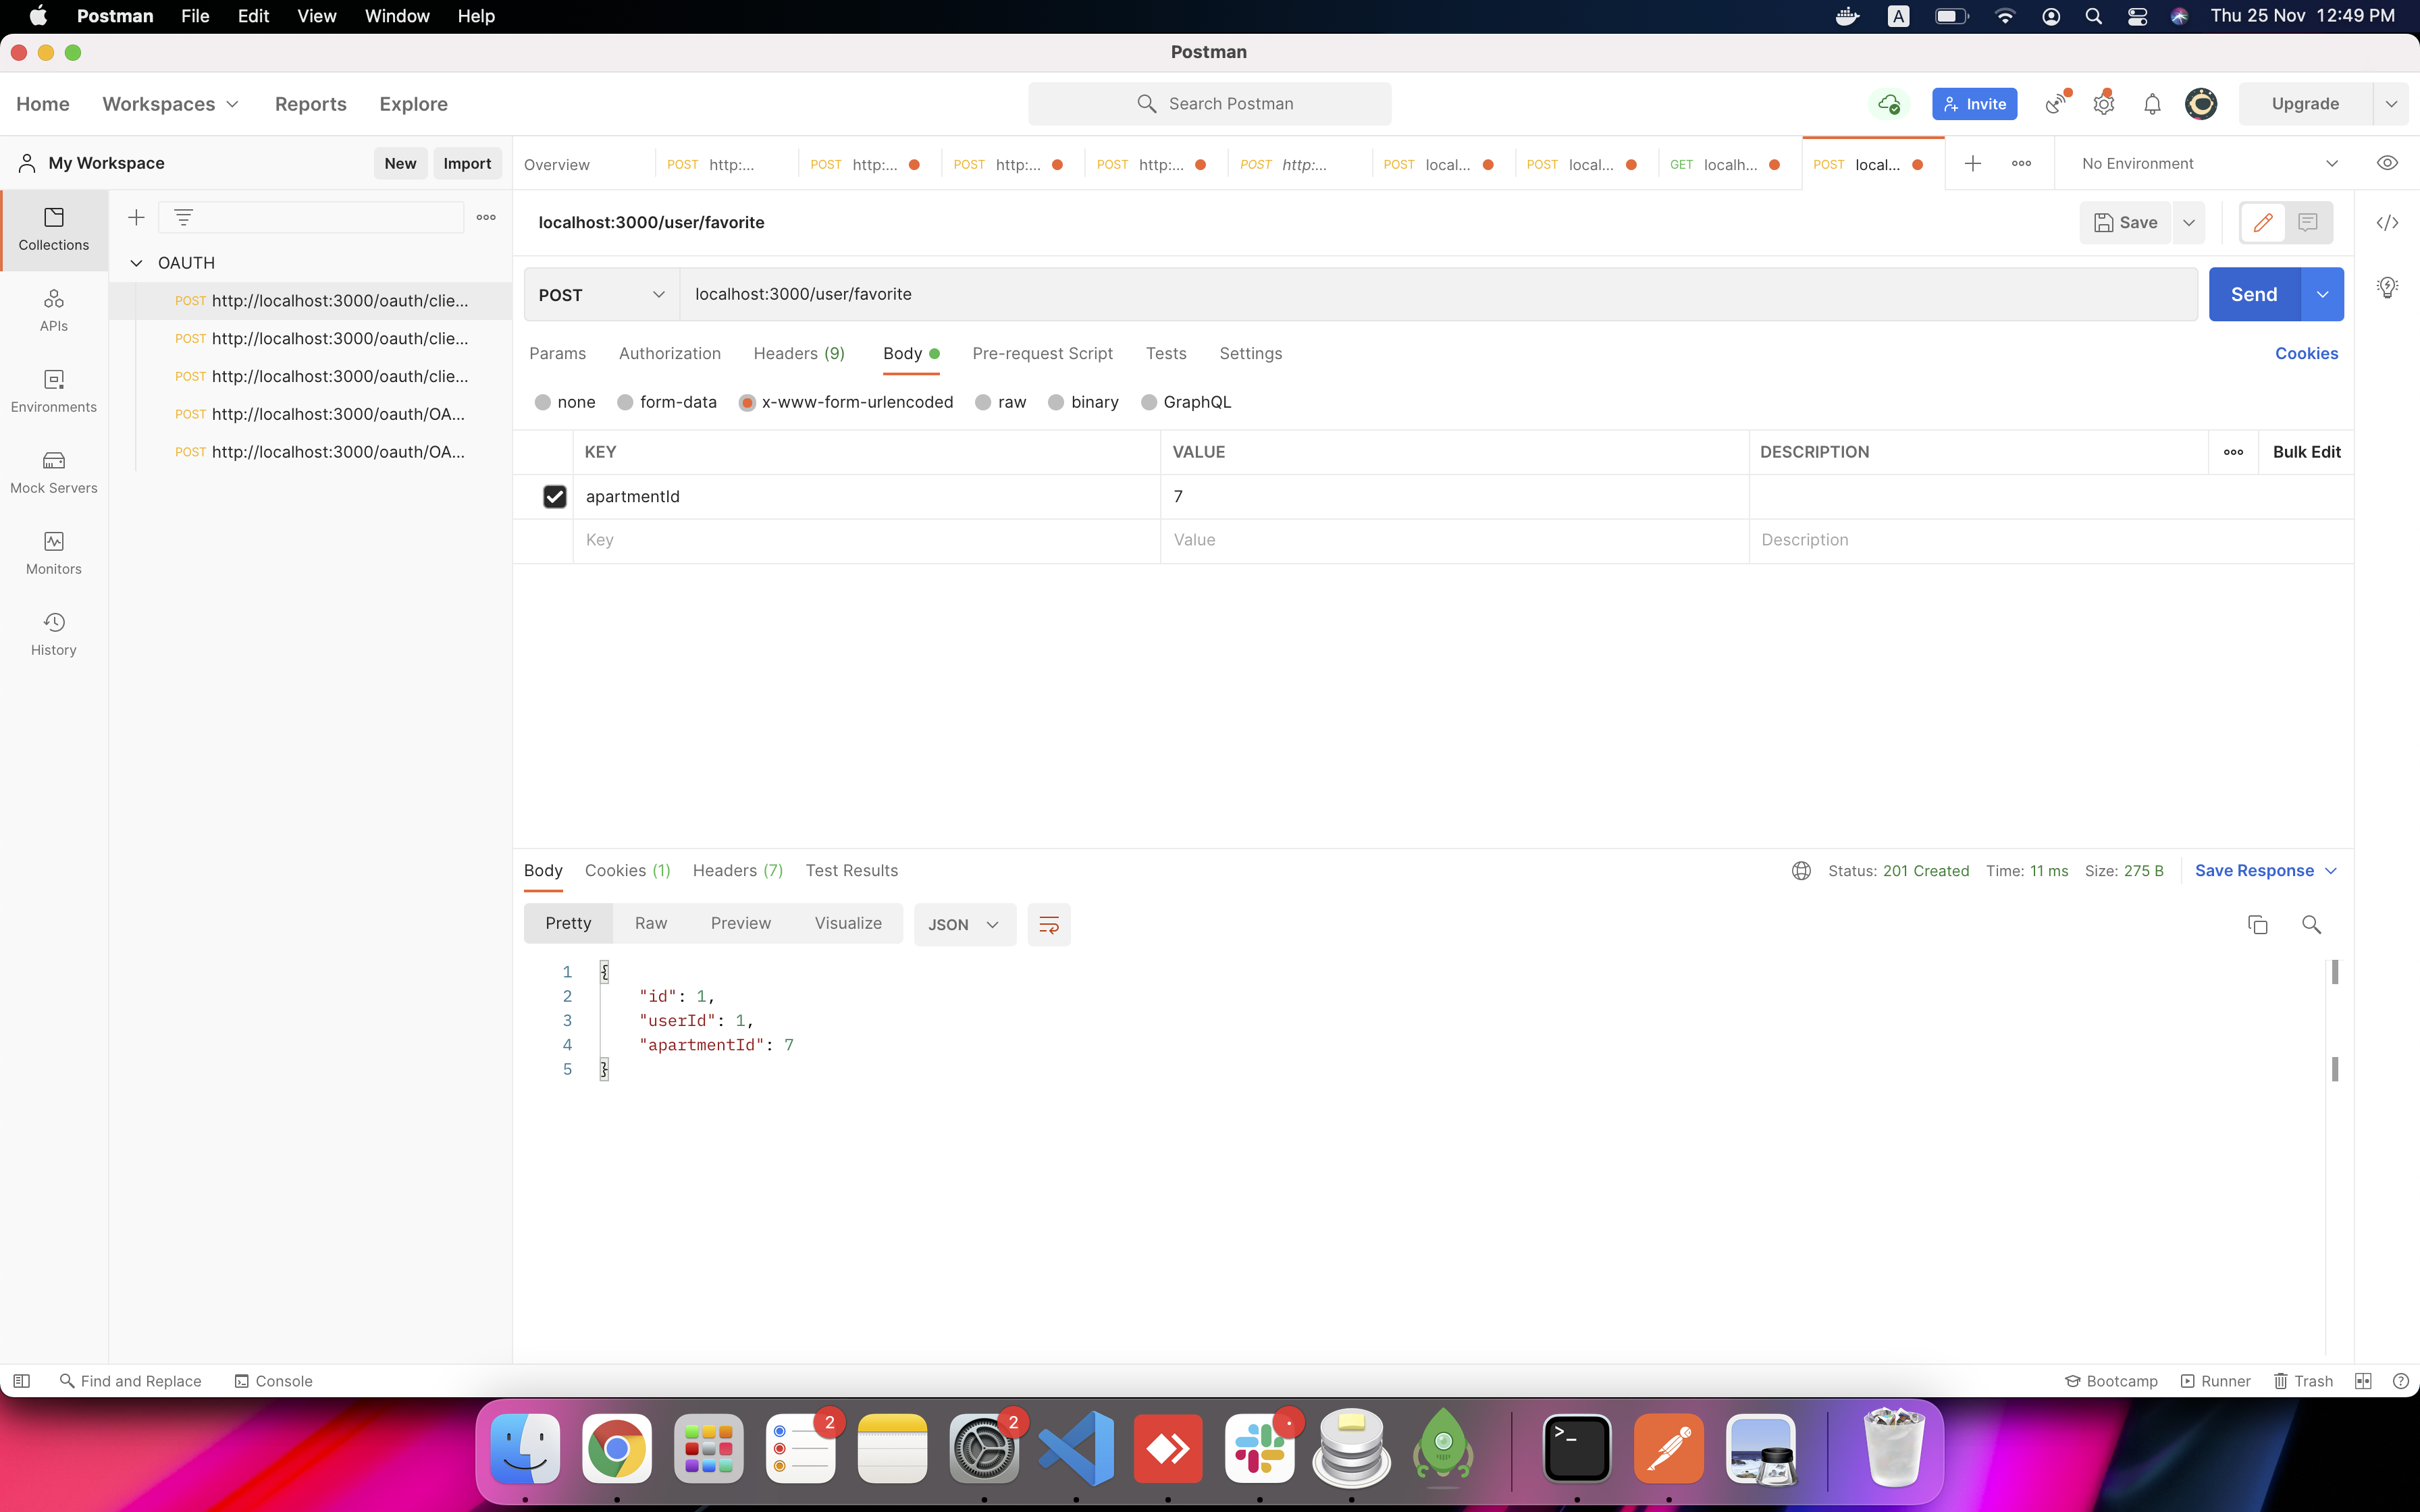 Postman File Edit View Window Help A Thu 25 Nov 12:49 PM
Postman
Home Workspaces Reports Explore Search Postman Invite Upgrade
My Workspace New Import Overview POST http:... POST http:... POST http:... POST http:... POST http:... POST local... POST local... GET localh... POST local... No Environment
Collections
APIs
Environments
Mock Servers
Monitors
History
OAUTH
POST http://localhost:3000/oauth/clie...
POST http://localhost:3000/oauth/clie...
POST http://localhost:3000/oauth/clie...
POST http://localhost:3000/oauth/OA...
POST http://localhost:3000/oauth/OA...
localhost:3000/user/favorite Save
POST localhost:3000/user/favorite Send
Params Authorization Headers (9) Body Pre-request Script Tests Settings Cookies
none form-data x-www-form-urlencoded raw binary GraphQL
KEY VALUE DESCRIPTION Bulk Edit
apartmentId 7
Key Value Description
Body Cookies (1) Headers (7) Test Results Status: 201 Created Time: 11 ms Size: 275 B Save Response
Pretty Raw Preview Visualize JSON
1 {
2 "id": 1,
3 "userId": 1,
4 "apartmentId": 7
5 }
Find and Replace Console Bootcamp Runner Trash
2 2
>_